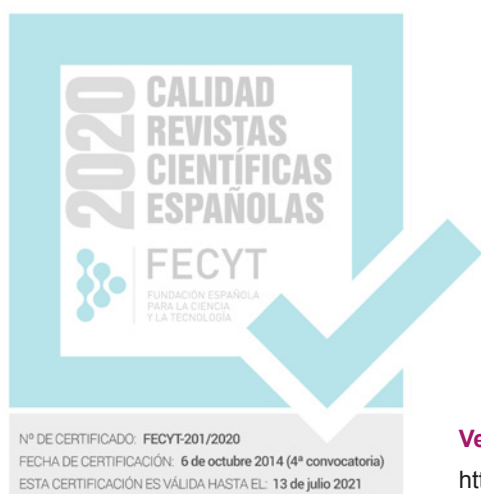 2020
CALIDAD
REVISTAS
CIENTÍFICAS
ESPAÑOLAS
FECYT
FUNDACIÓN ESPAÑOLA
PARA LA CIENCIA
Y LA TECNOLOGÍA
Nº DE CERTIFICADO: FECYT-201/2020
FECHA DE CERTIFICACIÓN: 6 de octubre 2014 (4ª convocatoria)
ESTA CERTIFICACIÓN ES VÁLIDA HASTA EL: 13 de julio 2021
Ve
htt